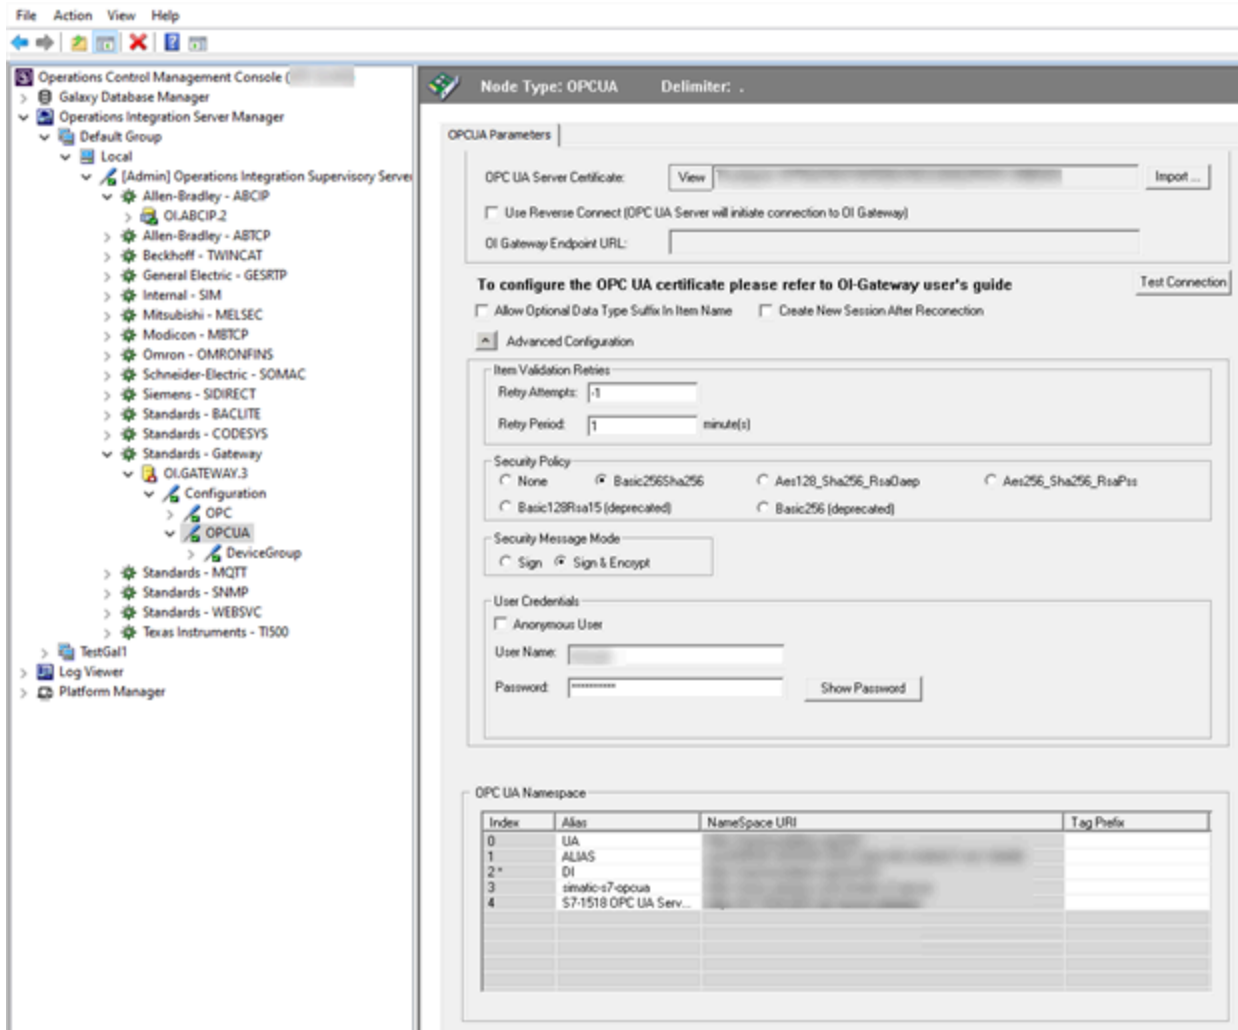 File Action View Help
Operations Control Management Console (
Galaxy Database Manager
Operations Integration Server Manager
Default Group
Local
[Admin] Operations Integration Supervisory Server
Allen-Bradley - ABCIP
OI.ABCIP.2
Allen-Bradley - ABTCP
Beckhoff - TWINCAT
General Electric - GESRTP
Internal - SIM
Mitsubishi - MELSEC
Modicon - MBTCP
Omron - OMRONFINS
Schneider-Electric - SOMAC
Siemens - SIDIRECT
Standards - BACLITE
Standards - CODESYS
Standards - Gateway
OI.GATEWAY.3
Configuration
OPC
OPCUA
DeviceGroup
Standards - MQTT
Standards - SNMP
Standards - WEBSVC
Texas Instruments - TI500
TestGal1
Log Viewer
Platform Manager
Node Type: OPCUA Delimiter: .
OPCUA Parameters
OPC UA Server Certificate: View Import ...
Use Reverse Connect (OPC UA Server will initiate connection to OI Gateway)
OI Gateway Endpoint URL:
To configure the OPC UA certificate please refer to OI-Gateway user's guide Test Connection
Allow Optional Data Type Suffix In Item Name Create New Session After Reconection
Advanced Configuration
Item Validation Retries
Retry Attempts: -1
Retry Period: 1 minute(s)
Security Policy
None Basic256Sha256 Aes128_Sha256_RsaOaep Aes256_Sha256_RsaPss
Basic128Rsa15 (deprecated) Basic256 (deprecated)
Security Message Mode
Sign Sign & Encrypt
User Credentials
Anonymous User
User Name:
Password: Show Password
OPC UA Namespace
Index Alias NameSpace URI Tag Prefix
0 UA
1 ALIAS
2 * DI
3 simatic-s7-opcua
4 S7-1518 OPC UA Serv...